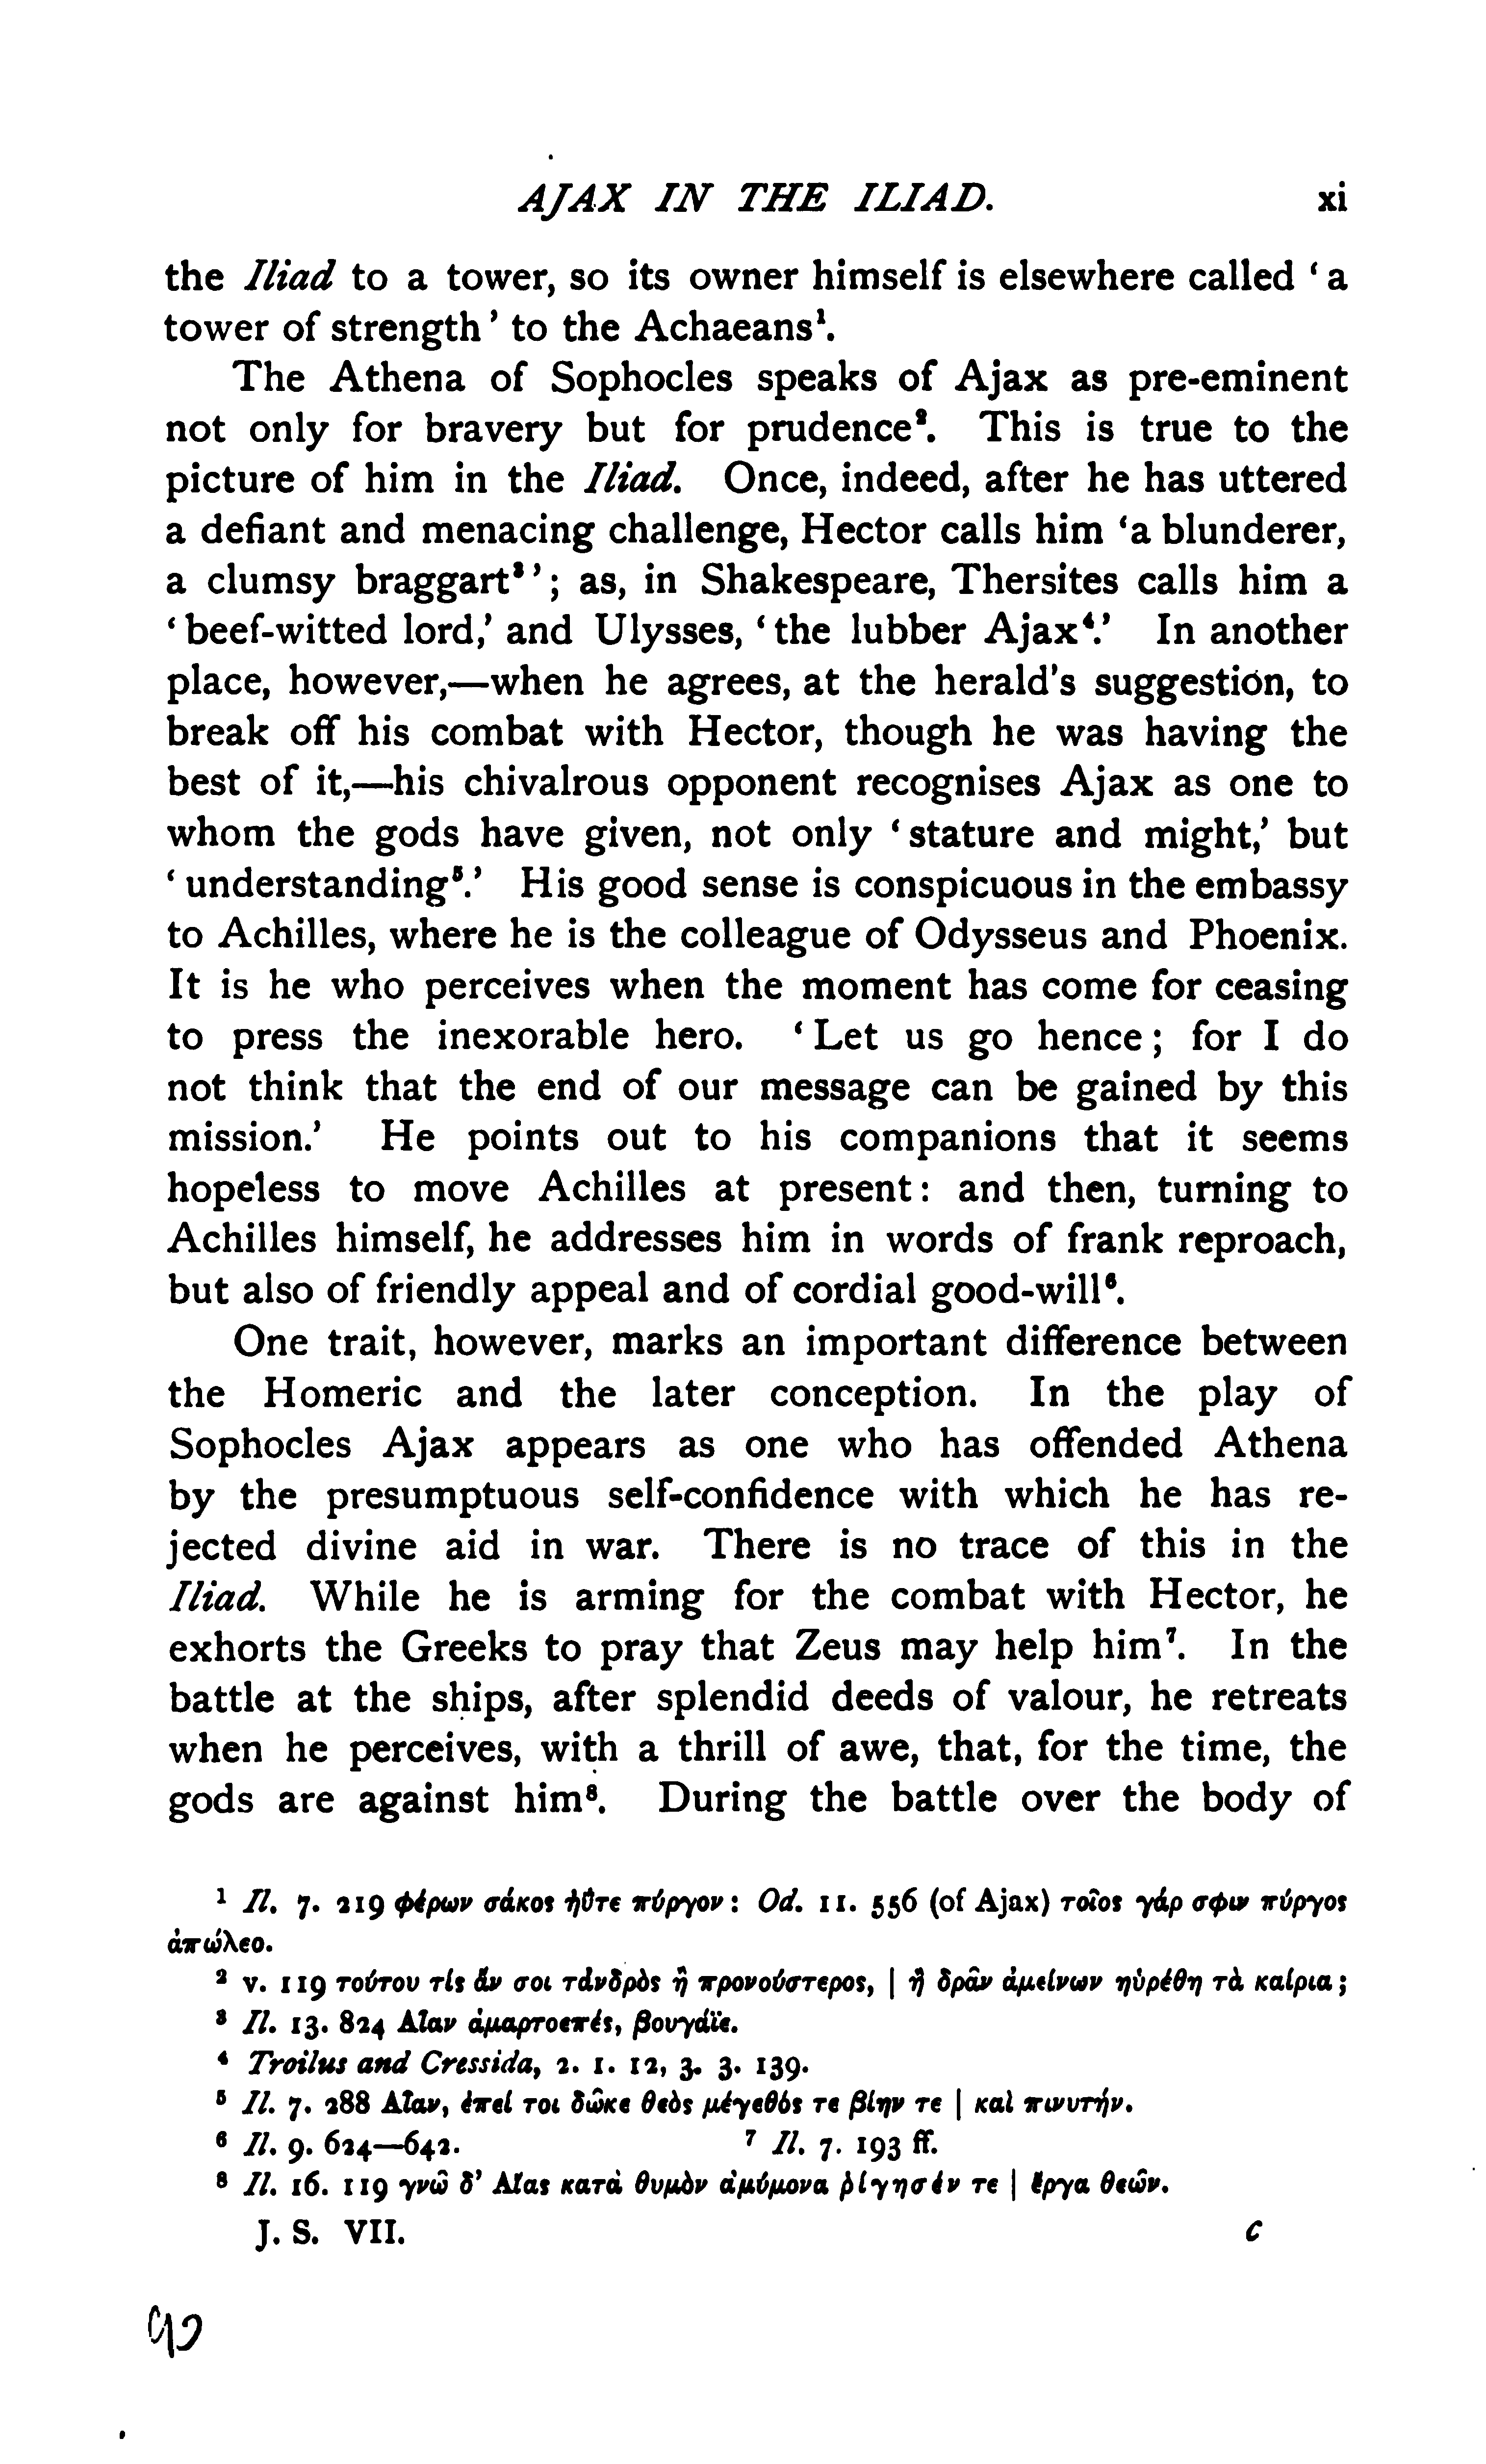 AJAX IN THE ILIAD. xi
the Iliad to a tower, so its owner himself is elsewhere called ‘a
tower of strength’ to the Achaeans¹.
The Athena of Sophocles speaks of Ajax as pre-eminent
not only for bravery but for prudence². This is true to the
picture of him in the Iliad. Once, indeed, after he has uttered
a defiant and menacing challenge, Hector calls him ‘a blunderer,
a clumsy braggart³’; as, in Shakespeare, Thersites calls him a
‘beef-witted lord,’ and Ulysses, ‘the lubber Ajax⁴.’ In another
place, however,—when he agrees, at the herald's suggestion, to
break off his combat with Hector, though he was having the
best of it,—his chivalrous opponent recognises Ajax as one to
whom the gods have given, not only ‘stature and might,’ but
‘understanding⁵.’ His good sense is conspicuous in the embassy
to Achilles, where he is the colleague of Odysseus and Phoenix.
It is he who perceives when the moment has come for ceasing
to press the inexorable hero. ‘Let us go hence; for I do
not think that the end of our message can be gained by this
mission.’ He points out to his companions that it seems
hopeless to move Achilles at present: and then, turning to
Achilles himself, he addresses him in words of frank reproach,
but also of friendly appeal and of cordial good-will⁶.
One trait, however, marks an important difference between
the Homeric and the later conception. In the play of
Sophocles Ajax appears as one who has offended Athena
by the presumptuous self-confidence with which he has re-
jected divine aid in war. There is no trace of this in the
Iliad. While he is arming for the combat with Hector, he
exhorts the Greeks to pray that Zeus may help him⁷. In the
battle at the ships, after splendid deeds of valour, he retreats
when he perceives, with a thrill of awe, that, for the time, the
gods are against him⁸. During the battle over the body of
¹ Il. 7. 219 φέρων σάκος ἠΰτε πύργον: Od. 11. 556 (of Ajax) τοῖος γάρ σφιν πύργος
ἀπώλεο.
² v. 119 τούτου τίς ἄν σοι τἀνδρὸς ἢ προνούστερος, | ἢ δρᾶν ἀμείνων ηὑρέθη τὰ καίρια;
³ Il. 13. 824 Αἶαν ἁμαρτοεπές, βουγάϊε.
⁴ Troilus and Cressida, 2. 1. 12, 3. 3. 139.
⁵ Il. 7. 288 Αἶαν, ἐπεί τοι δῶκε θεὸς μέγεθός τε βίην τε | καὶ πινυτήν.
⁶ Il. 9. 624—642. ⁷ Il. 7. 193 ff.
⁸ Il. 16. 119 γνῶ δ’ Αἴας κατὰ θυμὸν ἀμύμονα ῥίγησέν τε | ἔργα θεῶν.
J. S. VII. c